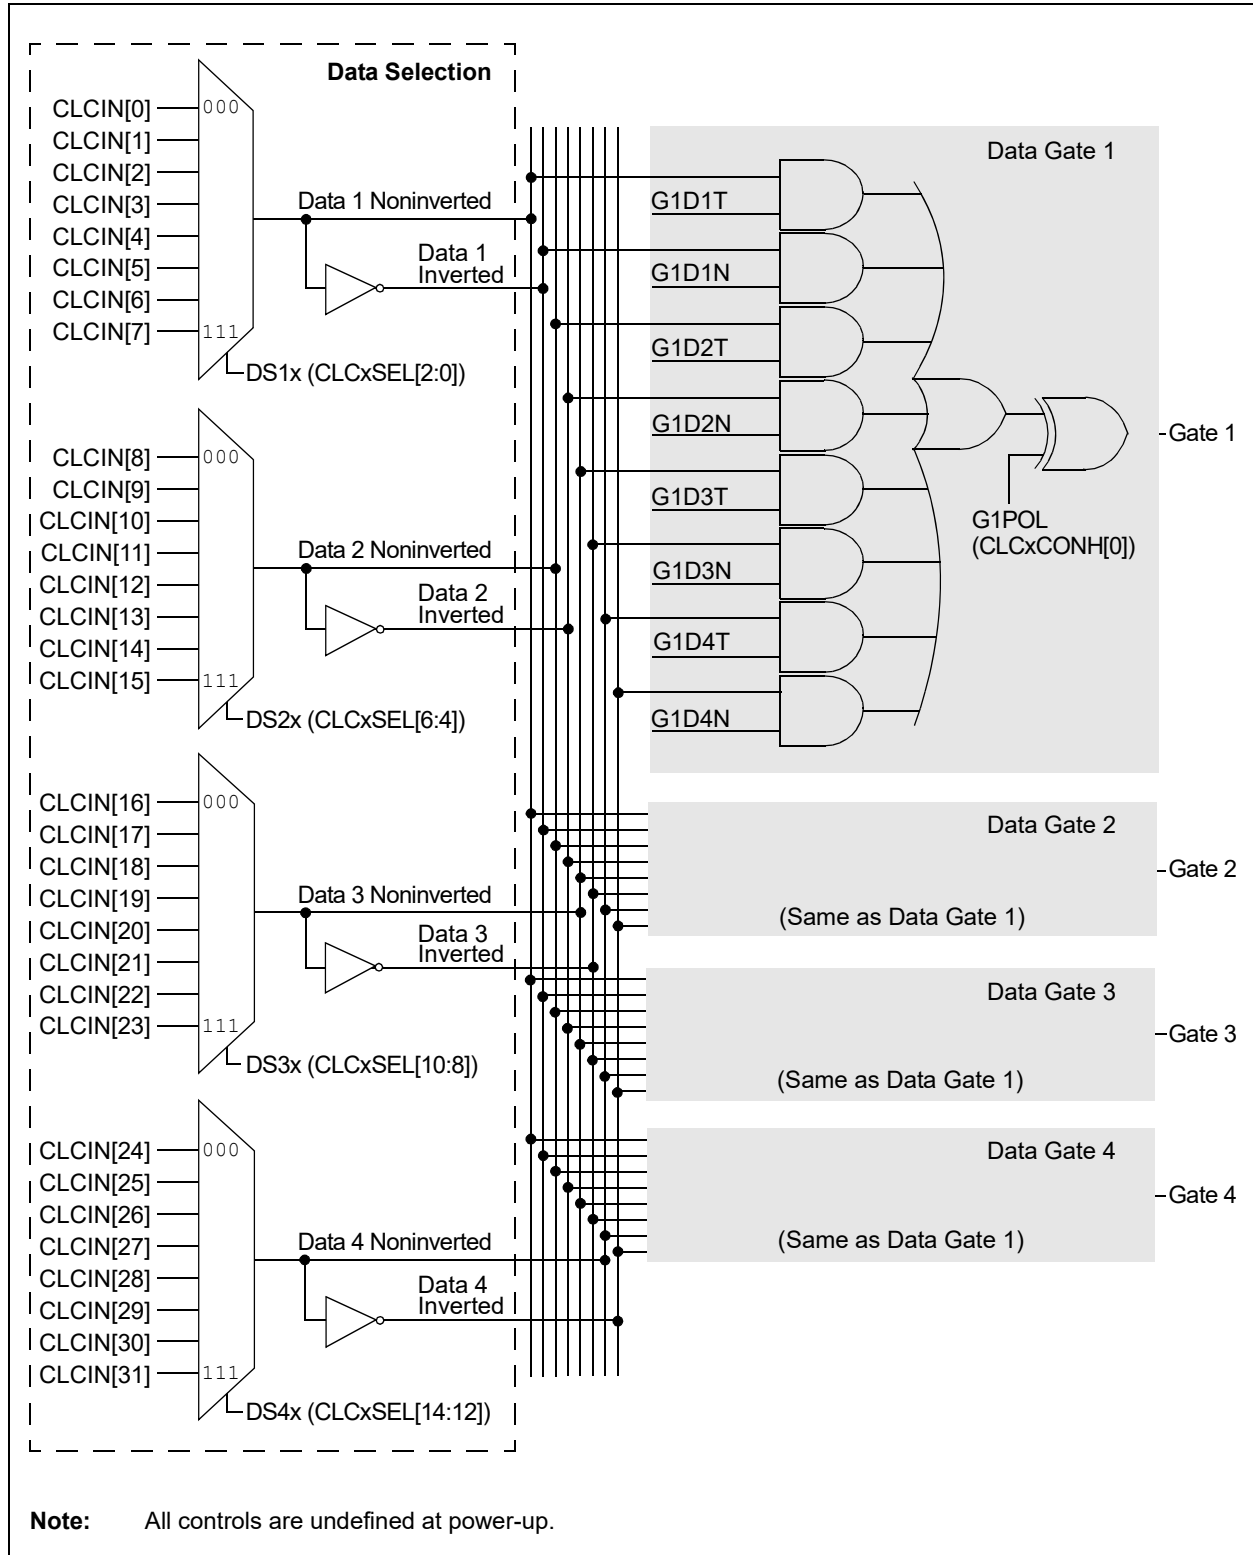 Data Selection
CLCIN[0]
000
CLCIN[1]
CLCIN[2]
CLCIN[3]
CLCIN[4]
CLCIN[5]
CLCIN[6]
CLCIN[7]
111
Data 1 Noninverted
Data 1
Inverted
DS1x (CLCxSEL[2:0])
CLCIN[8]
000
CLCIN[9]
CLCIN[10]
CLCIN[11]
CLCIN[12]
CLCIN[13]
CLCIN[14]
CLCIN[15]
111
Data 2 Noninverted
Data 2
Inverted
DS2x (CLCxSEL[6:4])
CLCIN[16]
000
CLCIN[17]
CLCIN[18]
CLCIN[19]
CLCIN[20]
CLCIN[21]
CLCIN[22]
CLCIN[23]
111
Data 3 Noninverted
Data 3
Inverted
DS3x (CLCxSEL[10:8])
CLCIN[24]
000
CLCIN[25]
CLCIN[26]
CLCIN[27]
CLCIN[28]
CLCIN[29]
CLCIN[30]
CLCIN[31]
111
Data 4 Noninverted
Data 4
Inverted
DS4x (CLCxSEL[14:12])
Data Gate 1
G1D1T
G1D1N
G1D2T
G1D2N
G1D3T
G1D3N
G1D4T
G1D4N
G1POL
(CLCxCONH[0])
Gate 1
Data Gate 2
(Same as Data Gate 1)
Gate 2
Data Gate 3
(Same as Data Gate 1)
Gate 3
Data Gate 4
(Same as Data Gate 1)
Gate 4
Note: All controls are undefined at power-up.